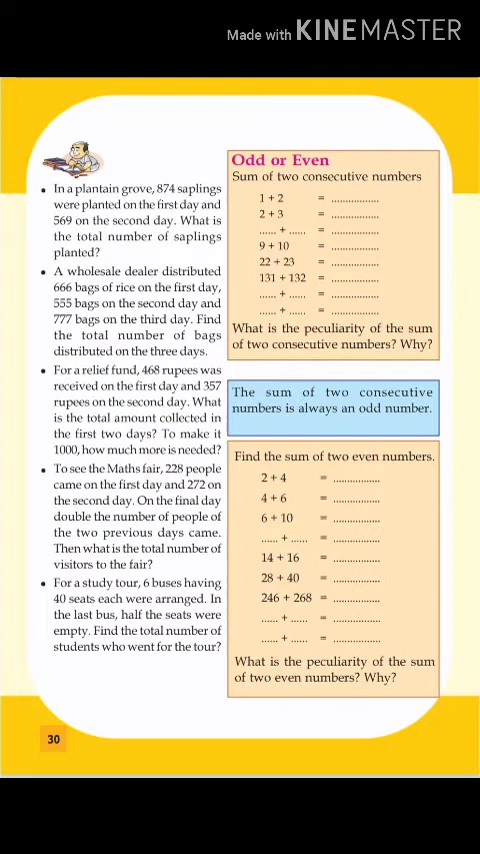 Made with KINEMASTER
• In a plantain grove, 874 saplings
were planted on the first day and
569 on the second day. What is
the total number of saplings
planted?
• A wholesale dealer distributed
666 bags of rice on the first day,
555 bags on the second day and
777 bags on the third day. Find
the total number of bags
distributed on the three days.
• For a relief fund, 468 rupees was
received on the first day and 357
rupees on the second day. What
is the total amount collected in
the first two days? To make it
1000, how much more is needed?
• To see the Maths fair, 228 people
came on the first day and 272 on
the second day. On the final day
double the number of people of
the two previous days came.
Then what is the total number of
visitors to the fair?
• For a study tour, 6 buses having
40 seats each were arranged. In
the last bus, half the seats were
empty. Find the total number of
students who went for the tour?
Odd or Even
Sum of two consecutive numbers
1 + 2 = .................
2 + 3 = .................
...... + ...... = .................
9 + 10 = .................
22 + 23 = .................
131 + 132 = .................
...... + ...... = .................
...... + ...... = .................
What is the peculiarity of the sum
of two consecutive numbers? Why?
The sum of two consecutive
numbers is always an odd number.
Find the sum of two even numbers.
2 + 4 = .................
4 + 6 = .................
6 + 10 = .................
...... + ...... = .................
14 + 16 = .................
28 + 40 = .................
246 + 268 = .................
...... + ...... = .................
...... + ...... = .................
What is the peculiarity of the sum
of two even numbers? Why?
30